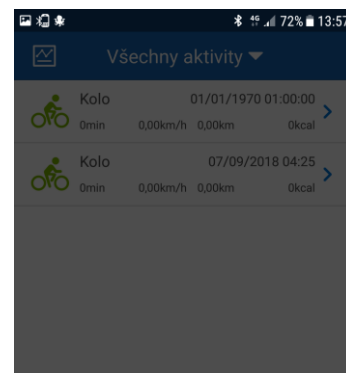 4G 72% 13:57
Všechny aktivity
Kolo 01/01/1970 01:00:00
0min 0,00km/h 0,00km 0kcal
Kolo 07/09/2018 04:25
0min 0,00km/h 0,00km 0kcal